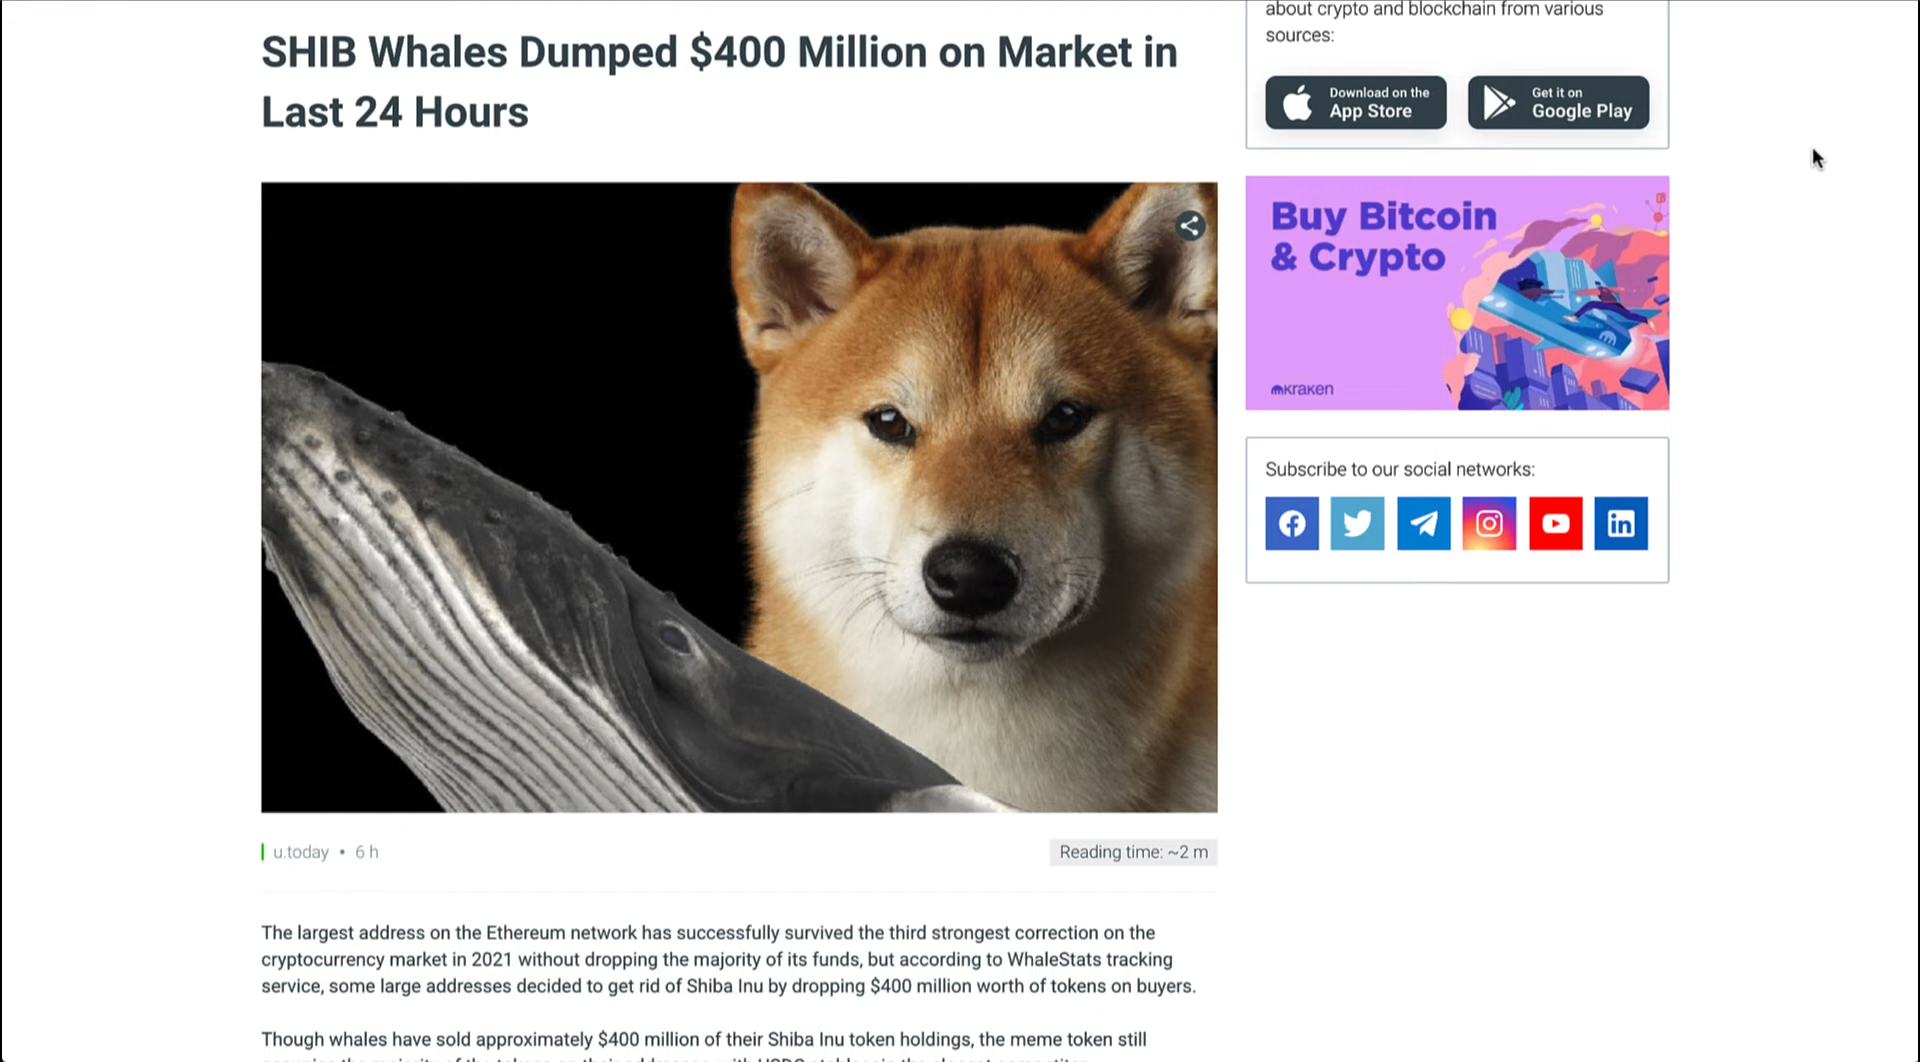 SHIB Whales Dumped $400 Million on Market in
Last 24 Hours
u.today • 6 h
Reading time: ~2 m
The largest address on the Ethereum network has successfully survived the third strongest correction on the
cryptocurrency market in 2021 without dropping the majority of its funds, but according to WhaleStats tracking
service, some large addresses decided to get rid of Shiba Inu by dropping $400 million worth of tokens on buyers.
Though whales have sold approximately $400 million of their Shiba Inu token holdings, the meme token still
about crypto and blockchain from various
sources:
Download on the
App Store
Get it on
Google Play
Buy Bitcoin
& Crypto
mKraken
Subscribe to our social networks: